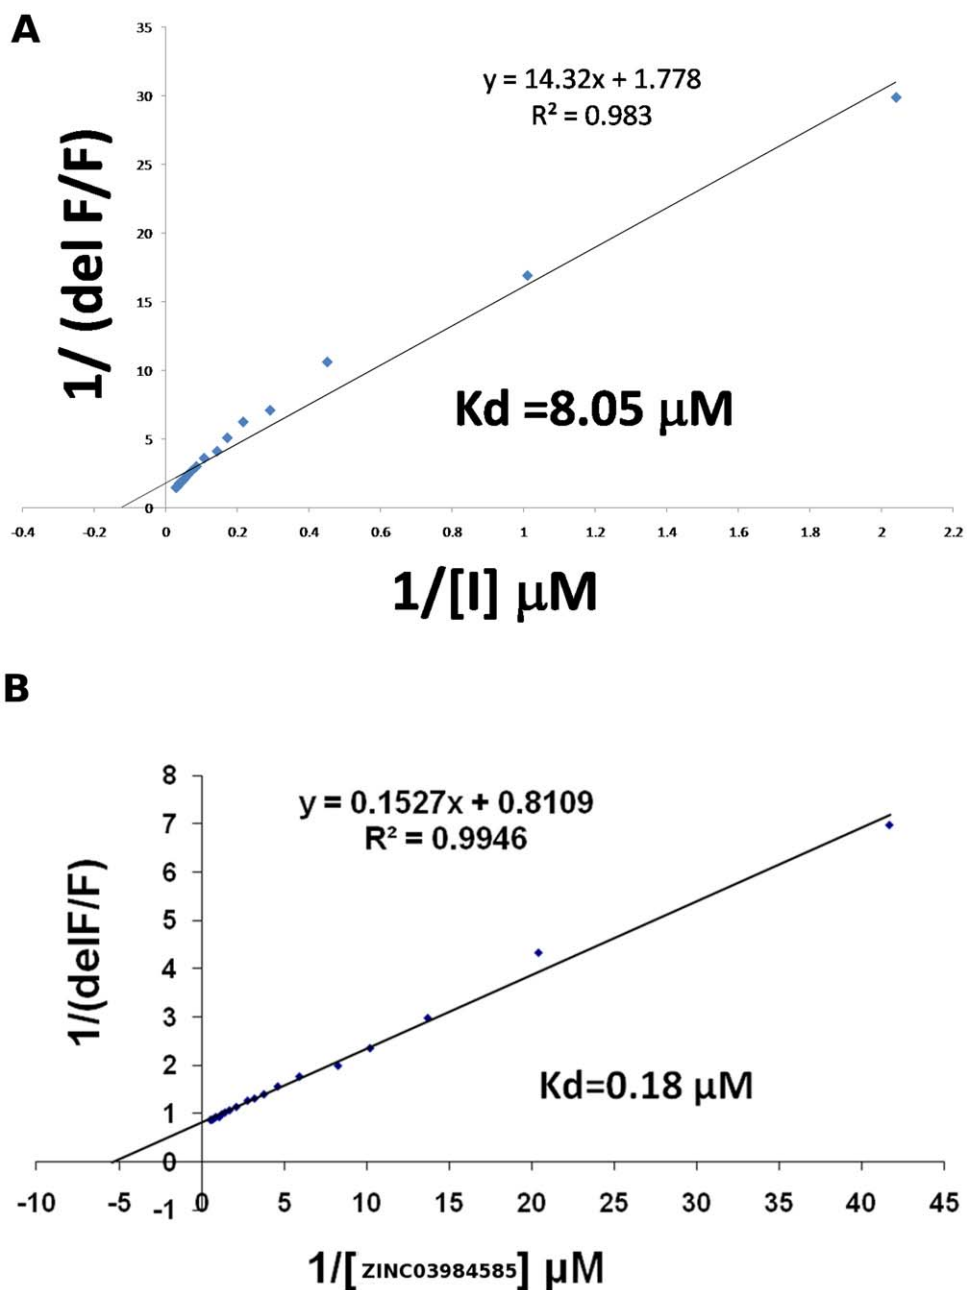 A
35
30
25
20
15
10
5
0
1/ (del F/F)
y = 14.32x + 1.778
R² = 0.983
Kd =8.05 μM
-0.4 -0.2 0 0.2 0.4 0.6 0.8 1 1.2 1.4 1.6 1.8 2 2.2
1/[I] μM
B
8
7
6
5
4
3
2
1
0
-1
1/(delF/F)
y = 0.1527x + 0.8109
R² = 0.9946
Kd=0.18 μM
-10 -5 0 5 10 15 20 25 30 35 40 45
1/[ZINC03984585] μM